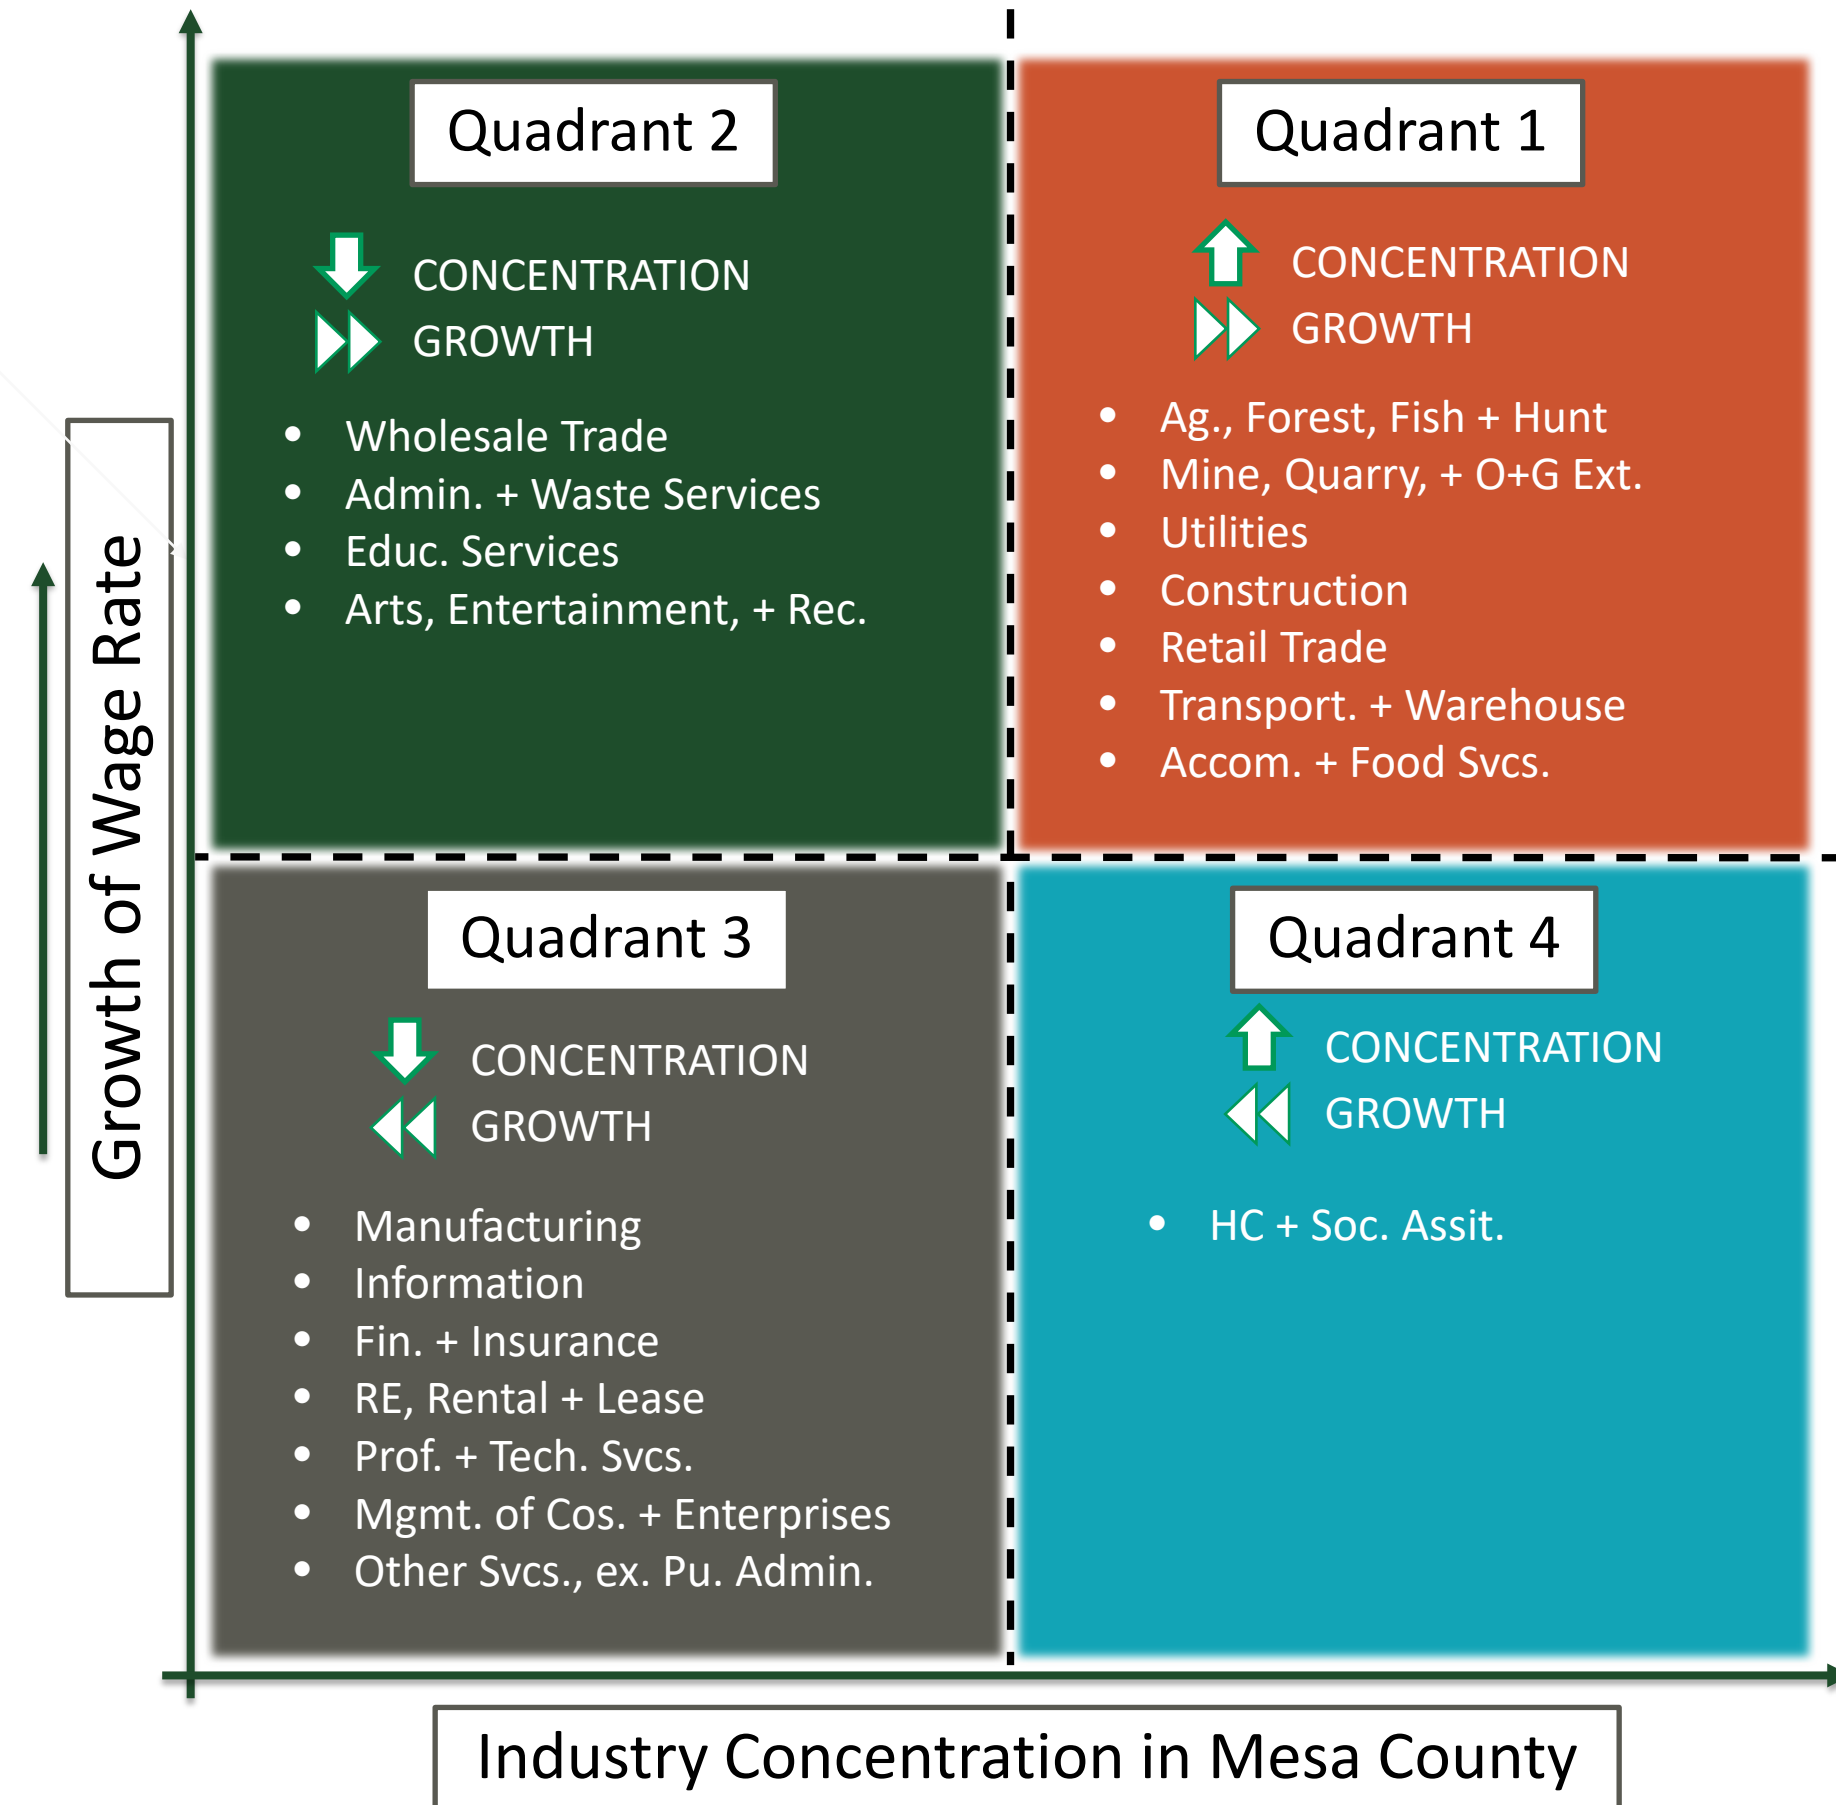 Quadrant 2
CONCENTRATION
GROWTH
• Wholesale Trade
• Admin. + Waste Services
• Educ. Services
• Arts, Entertainment, + Rec.
Quadrant 1
CONCENTRATION
GROWTH
• Ag., Forest, Fish + Hunt
• Mine, Quarry, + O+G Ext.
• Utilities
• Construction
• Retail Trade
• Transport. + Warehouse
• Accom. + Food Svcs.
Growth of Wage Rate
Quadrant 3
CONCENTRATION
GROWTH
• Manufacturing
• Information
• Fin. + Insurance
• RE, Rental + Lease
• Prof. + Tech. Svcs.
• Mgmt. of Cos. + Enterprises
• Other Svcs., ex. Pu. Admin.
Quadrant 4
CONCENTRATION
GROWTH
• HC + Soc. Assit.
Industry Concentration in Mesa County